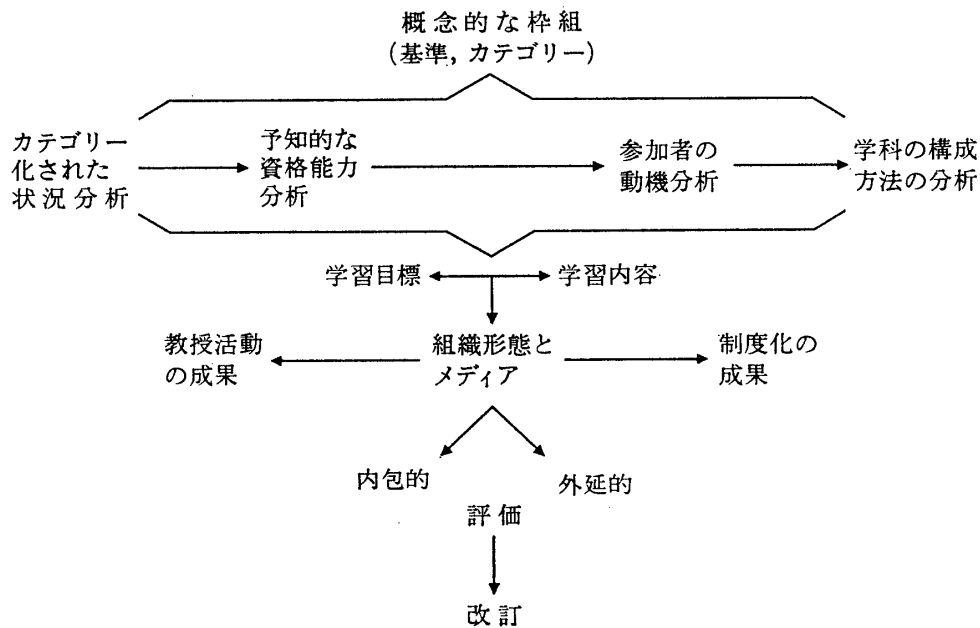 概念的な枠組
(基準, カテゴリー)
カテゴリー
化された
状況分析
予知的な
資格能力
分析
参加者の
動機分析
学科の構成
方法の分析
学習目標
学習内容
教授活動
の成果
組織形態と
メディア
制度化の
成果
内包的
外延的
評価
改訂